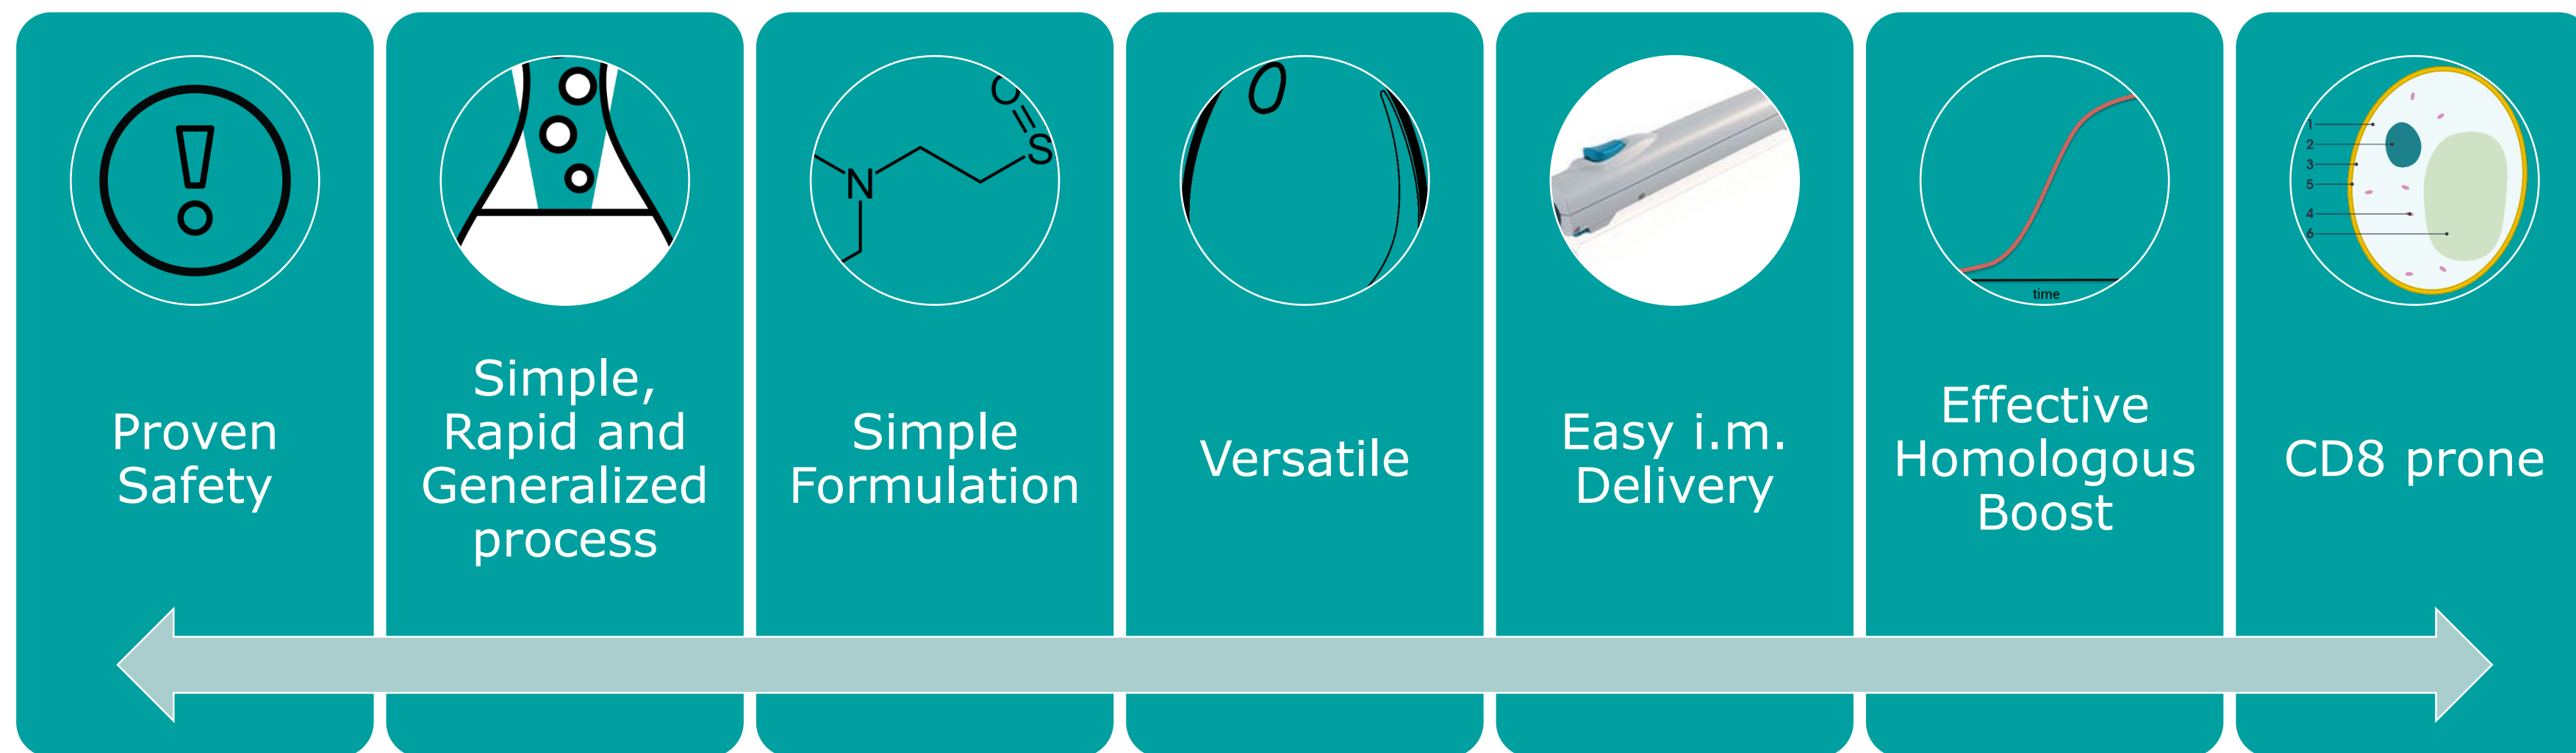 O
S
N
time
1
2
3
5
4
6
Proven
Safety
Simple,
Rapid and
Generalized
process
Simple
Formulation
Versatile
Easy i.m.
Delivery
Effective
Homologous
Boost
CD8 prone